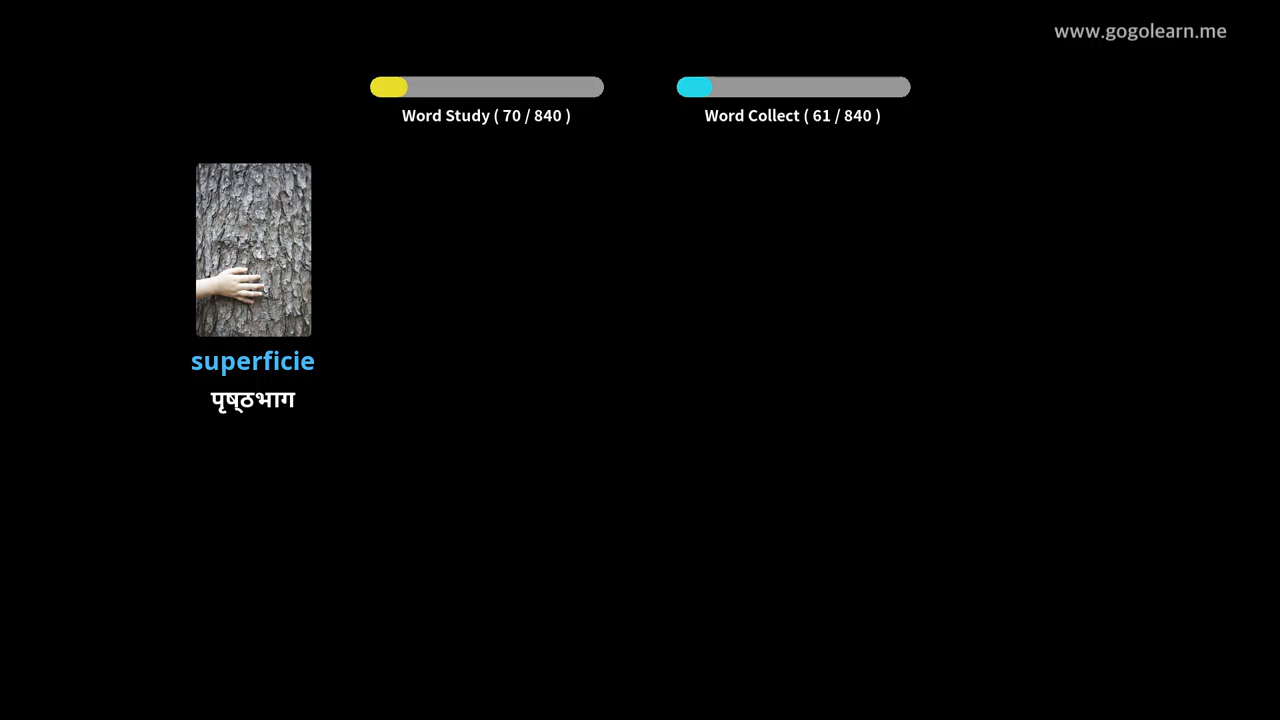 www.gogolearn.me
Word Study ( 70 / 840 )
Word Collect ( 61 / 840 )
superficie
पृष्ठभाग